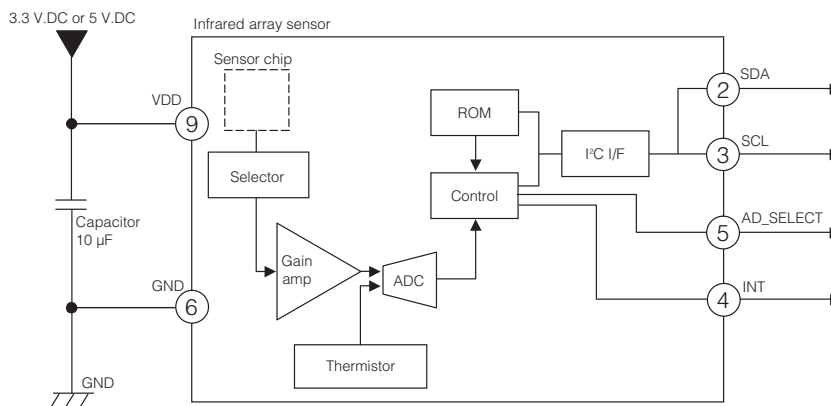 3.3 V.DC or 5 V.DC
Infrared array sensor
Sensor chip
VDD
9
Selector
ROM
I²C I/F
Control
SDA
2
SCL
3
AD_SELECT
5
INT
4
Capacitor
10 µF
Gain
amp
ADC
GND
6
Thermistor
GND